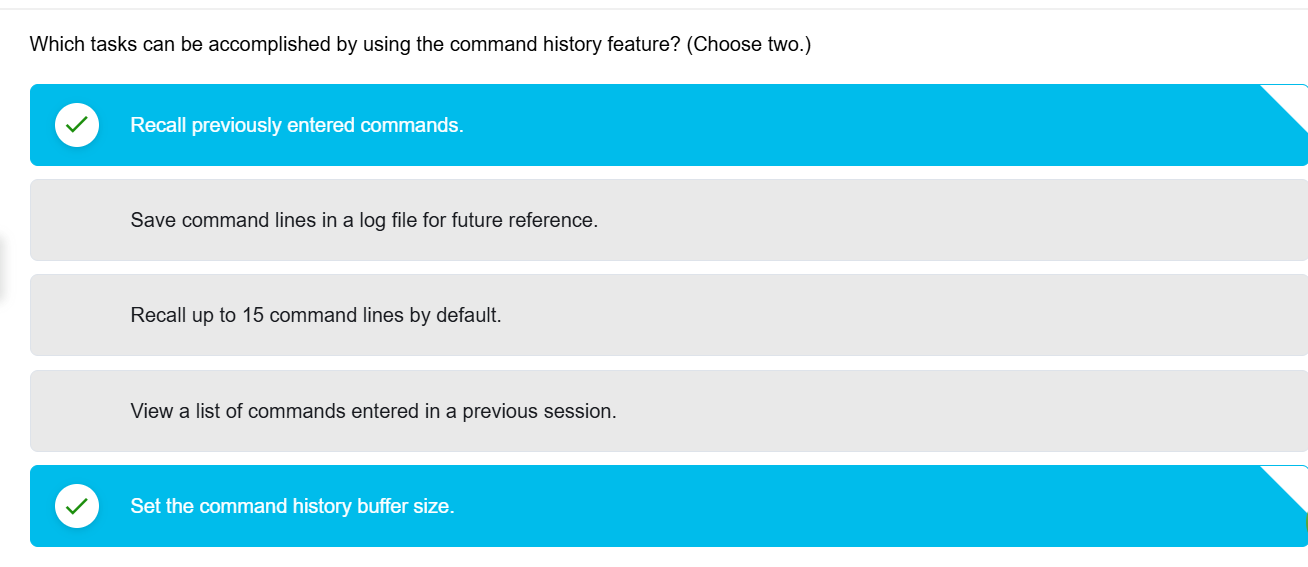 Which tasks can be accomplished by using the command history feature? (Choose two.)
Recall previously entered commands.
Save command lines in a log file for future reference.
Recall up to 15 command lines by default.
View a list of commands entered in a previous session.
Set the command history buffer size.